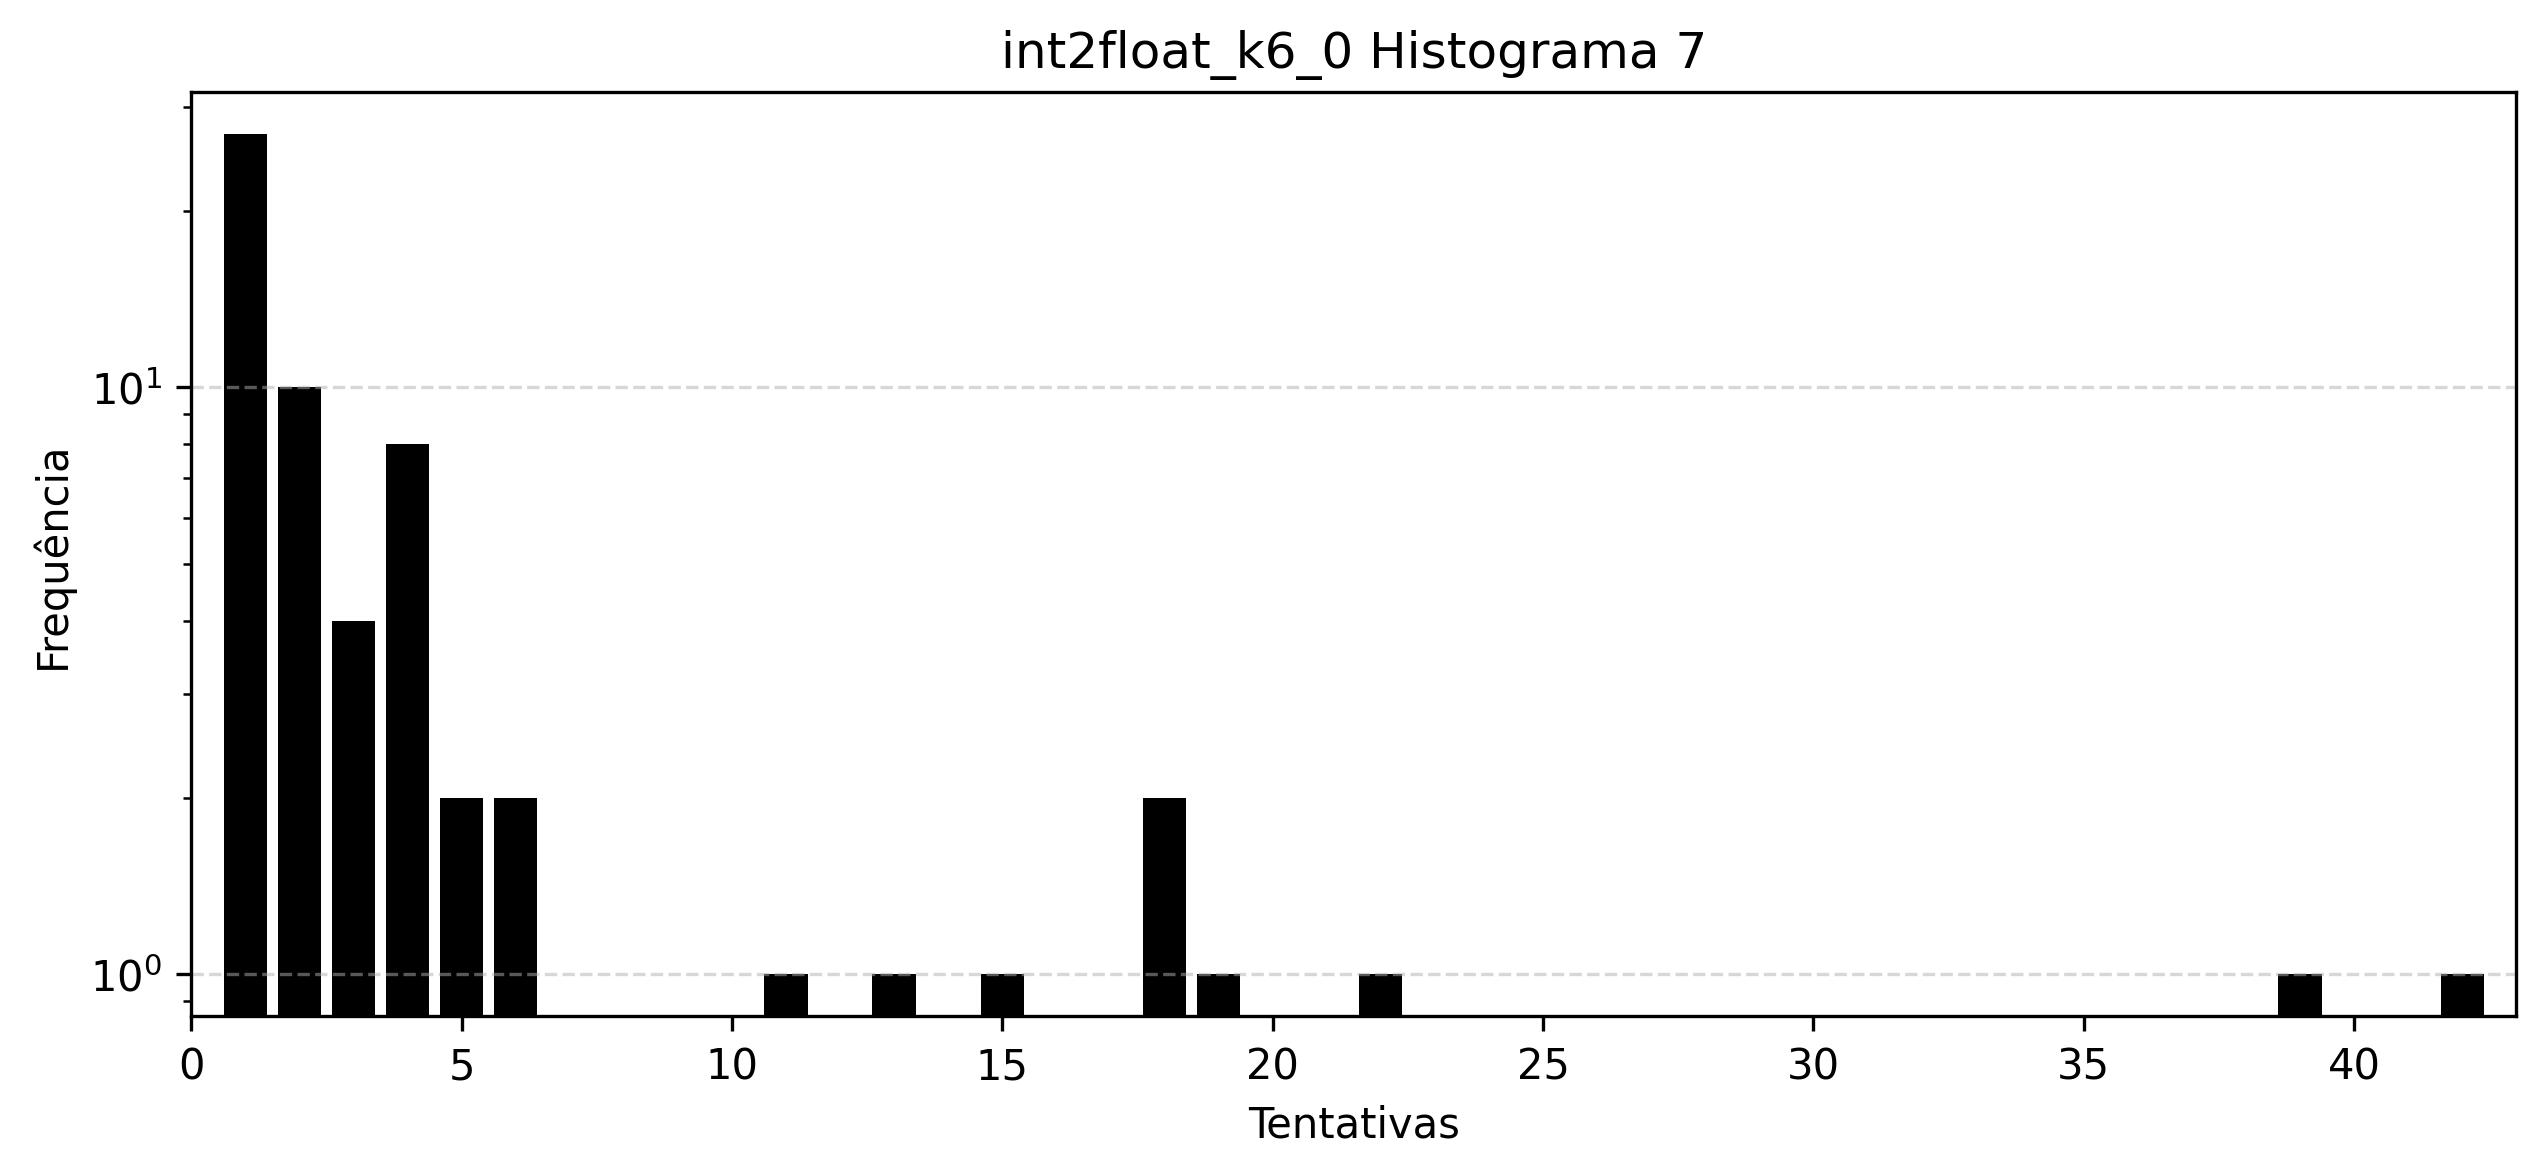 int2float_k6_0 Histograma 7
Frequência
10¹
10⁰
0 5 10 15 20 25 30 35 40
Tentativas